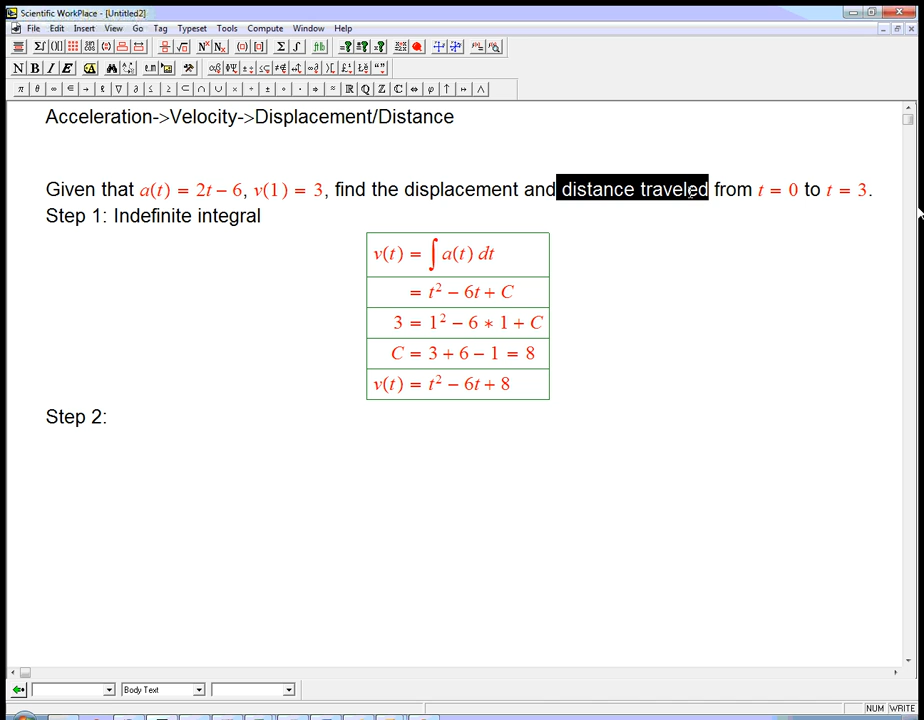 Scientific WorkPlace - [Untitled2]
File Edit Insert View Go Tag Typeset Tools Compute Window Help
N B I E
π θ ∞ ∈ → ℓ ∇ ∂ ≤ ≥ ⊂ ∩ ∪ × ÷ ± ∘ · ⇒ ≈ ℝ ℚ ℤ ℂ ⇔ φ ↑ ↦ ∧
Acceleration->Velocity->Displacement/Distance
Given that a(t) = 2t − 6, v(1) = 3, find the displacement and distance traveled from t = 0 to t = 3.
Step 1: Indefinite integral
v(t) = ∫ a(t) dt
= t² − 6t + C
3 = 1² − 6 ∗ 1 + C
C = 3 + 6 − 1 = 8
v(t) = t² − 6t + 8
Step 2:
Body Text
NUM WRITE